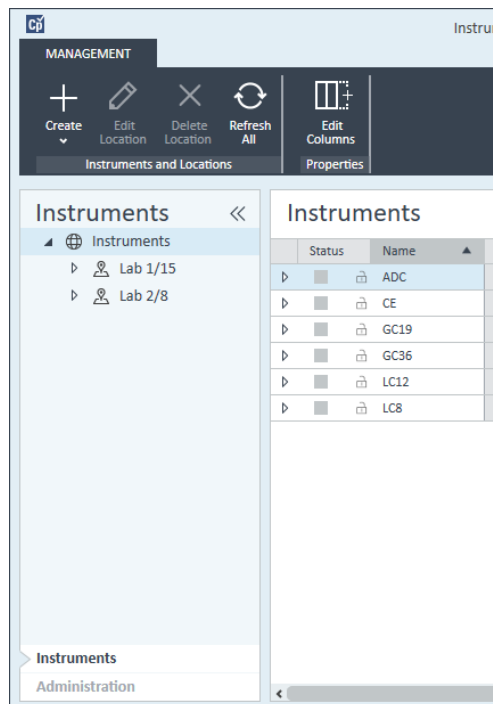 Cp
Instru
MANAGEMENT
Create
Edit Location
Delete Location
Refresh All
Edit Columns
Instruments and Locations
Properties
Instruments
Instruments
Lab 1/15
Lab 2/8
Instruments
Administration
Instruments
Status Name
ADC
CE
GC19
GC36
LC12
LC8